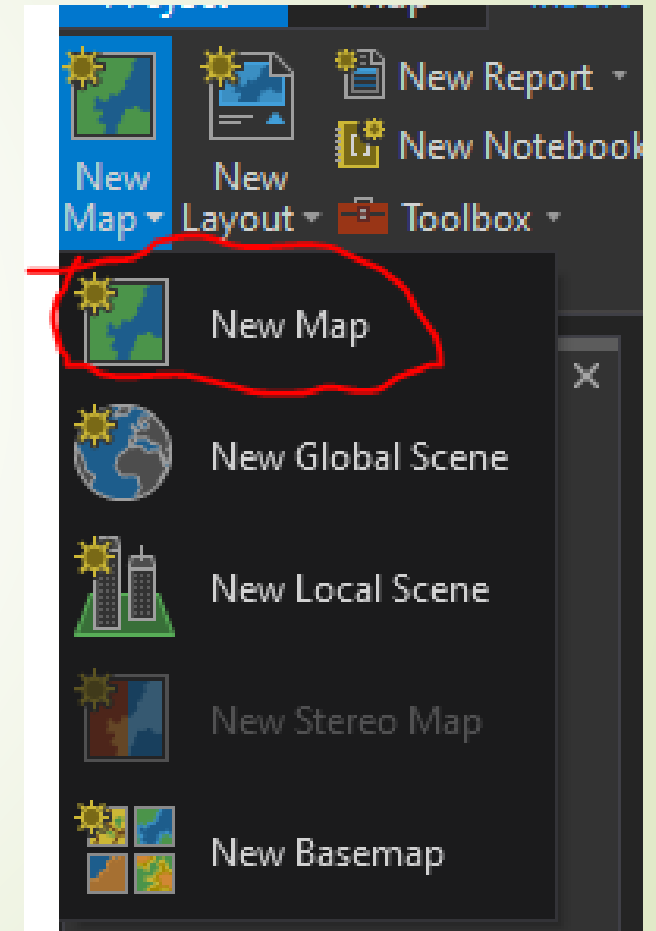 New Report
New Notebook
New
Map
New
Layout
Toolbox
New Map
New Global Scene
New Local Scene
New Stereo Map
New Basemap